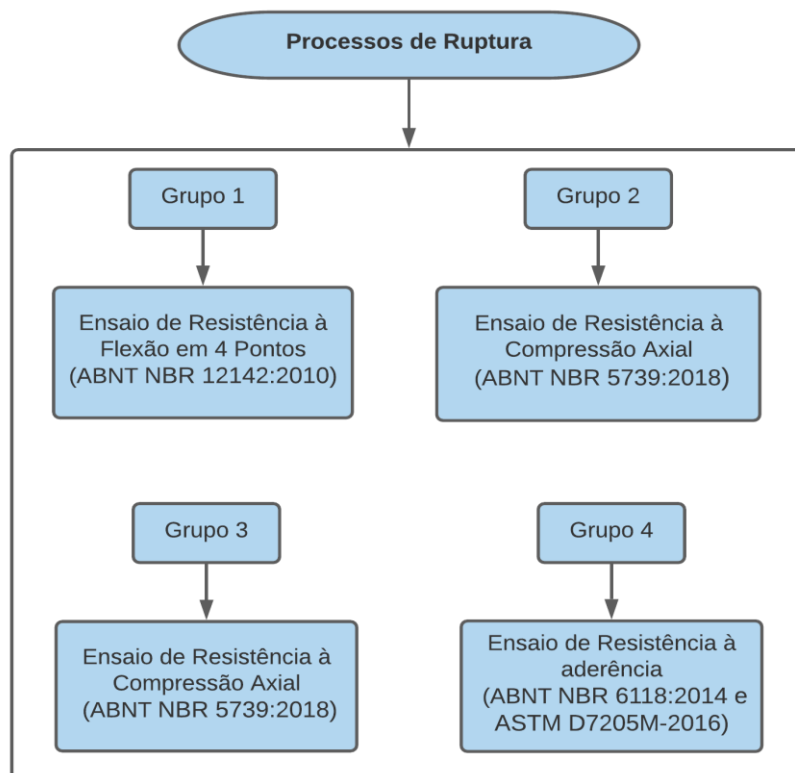 Processos de Ruptura
Grupo 1
Ensaio de Resistência à
Flexão em 4 Pontos
(ABNT NBR 12142:2010)
Grupo 2
Ensaio de Resistência à
Compressão Axial
(ABNT NBR 5739:2018)
Grupo 3
Ensaio de Resistência à
Compressão Axial
(ABNT NBR 5739:2018)
Grupo 4
Ensaio de Resistência à
aderência
(ABNT NBR 6118:2014 e
ASTM D7205M-2016)